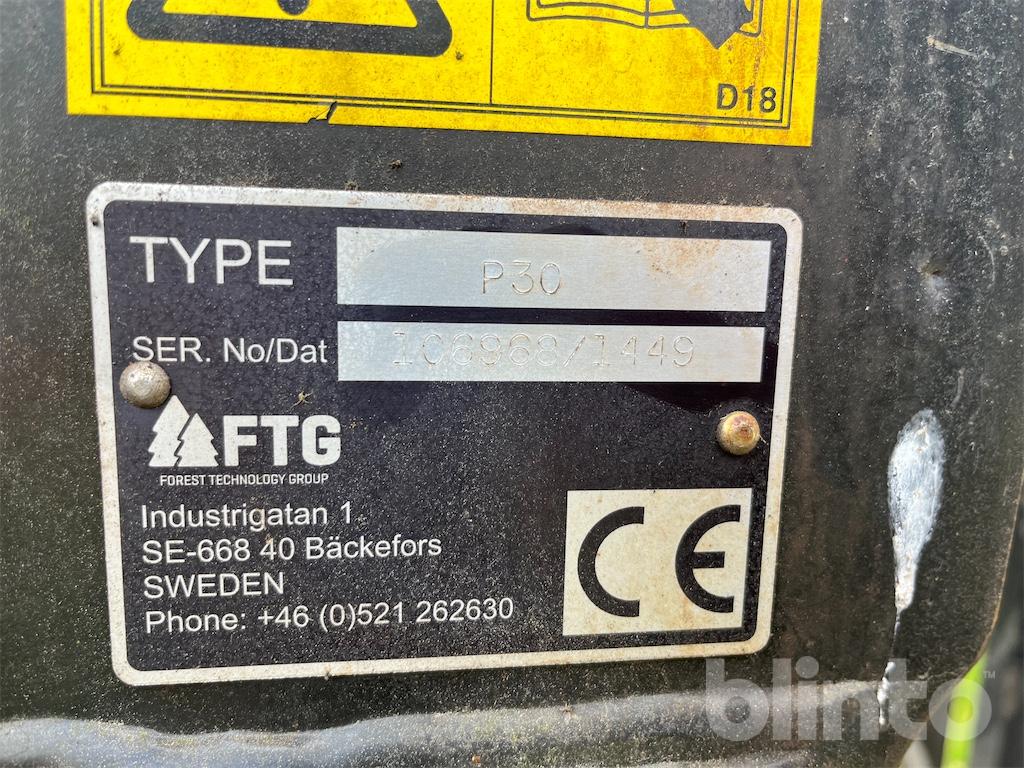 D18
TYPE P30
SER. No/Dat 106968/1449
FTG
FOREST TECHNOLOGY GROUP
Industrigatan 1
SE-668 40 Bäckefors
SWEDEN
Phone: +46 (0)521 262630
CE
blinto™